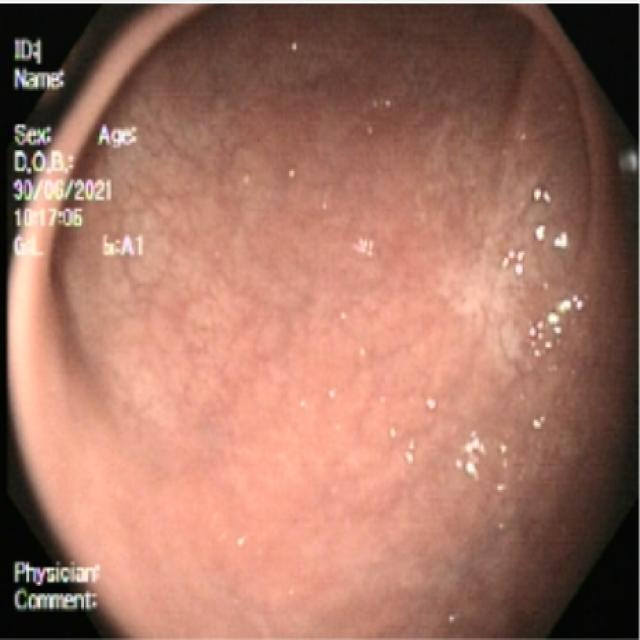 ID:
Name:
Sex: Age:
D.O.B.:
30/06/2021
10:17:06
Physician:
Comment: